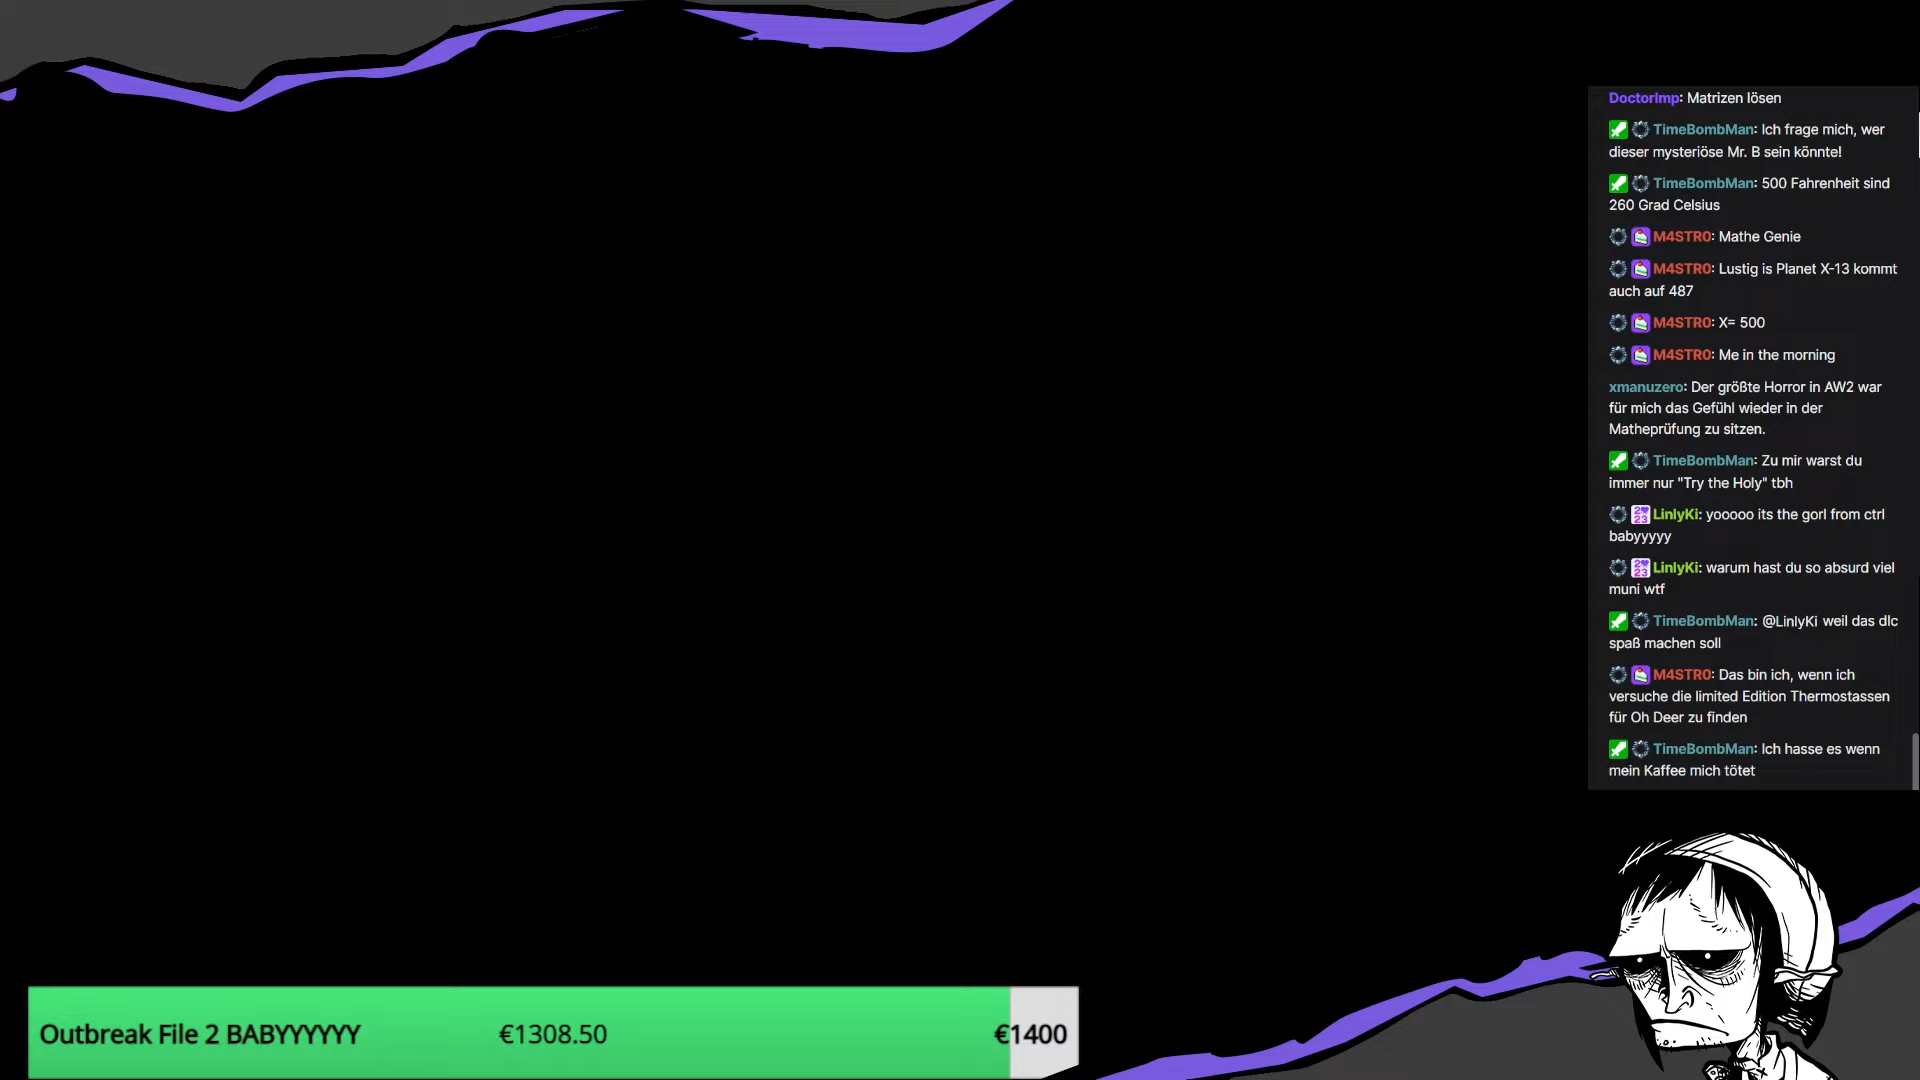 DoctorImp: Matrizen lösen
TimeBombMan: Ich frage mich, wer
dieser mysteriöse Mr. B sein könnte!
TimeBombMan: 500 Fahrenheit sind
260 Grad Celsius
M4STR0: Mathe Genie
M4STR0: Lustig is Planet X-13 kommt
auch auf 487
M4STR0: X= 500
M4STR0: Me in the morning
xmanuzero: Der größte Horror in AW2 war
für mich das Gefühl wieder in der
Matheprüfung zu sitzen.
TimeBombMan: Zu mir warst du
immer nur "Try the Holy" tbh
LinlyKi: yooooo its the gorl from ctrl
babyyyyy
LinlyKi: warum hast du so absurd viel
muni wtf
TimeBombMan: @LinlyKi weil das dlc
spaß machen soll
M4STR0: Das bin ich, wenn ich
versuche die limited Edition Thermostassen
für Oh Deer zu finden
TimeBombMan: Ich hasse es wenn
mein Kaffee mich tötet
Outbreak File 2 BABYYYYYY €1308.50 €1400